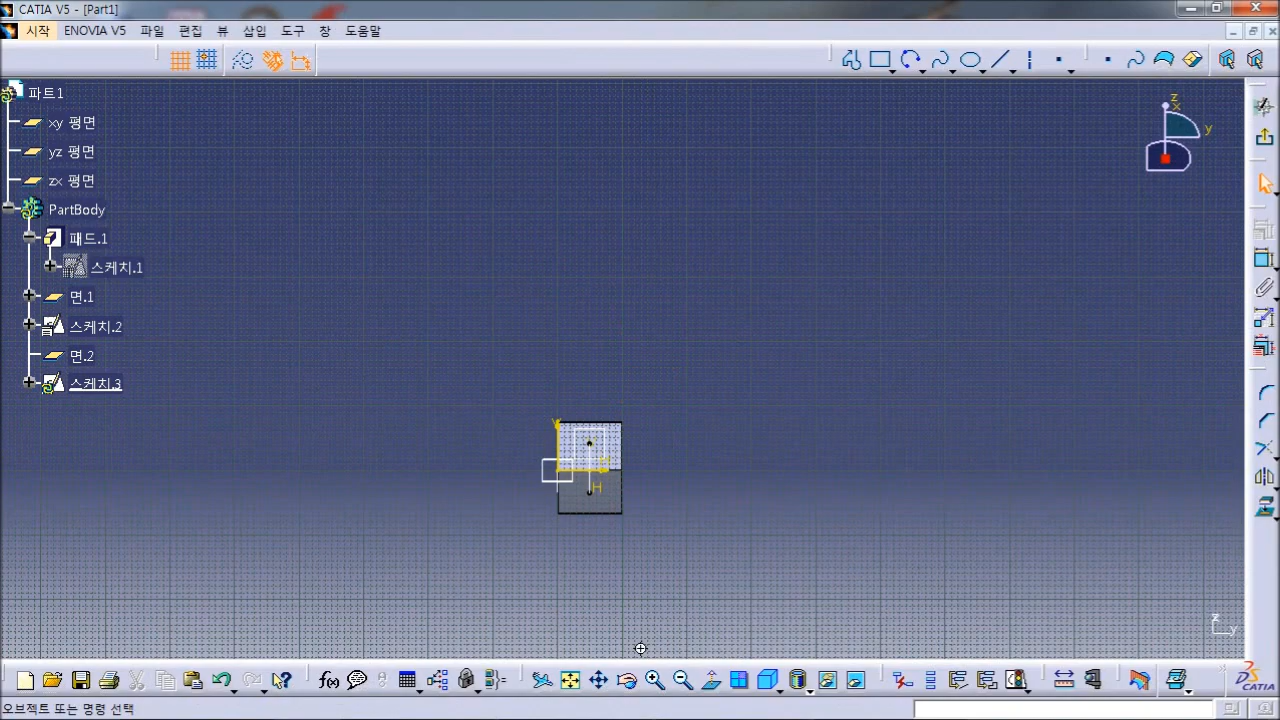 CATIA V5 - [Part1]
시작 ENOVIA V5 파일 편집 뷰 삽입 도구 창 도움말
파트1
xy 평면
yz 평면
zx 평면
PartBody
패드.1
스케치.1
면.1
스케치.2
면.2
스케치.3
z
x
y
V
H
z
y
f(x)
CATIA
오브젝트 또는 명령 선택